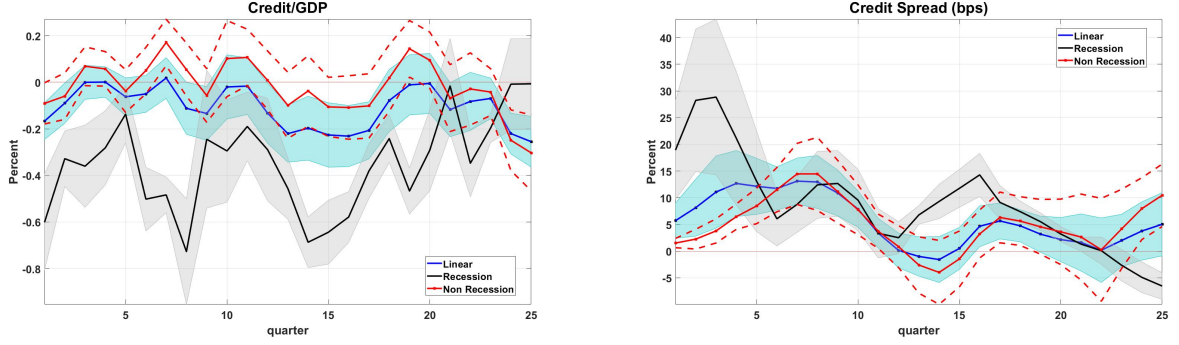 Credit/GDP
Percent
0.2
0
-0.2
-0.4
-0.6
-0.8
5
10
15
20
25
quarter
Linear
Recession
Non Recession
Credit Spread (bps)
Percent
40
35
30
25
20
15
10
5
0
-5
5
10
15
20
25
quarter
Linear
Recession
Non Recession